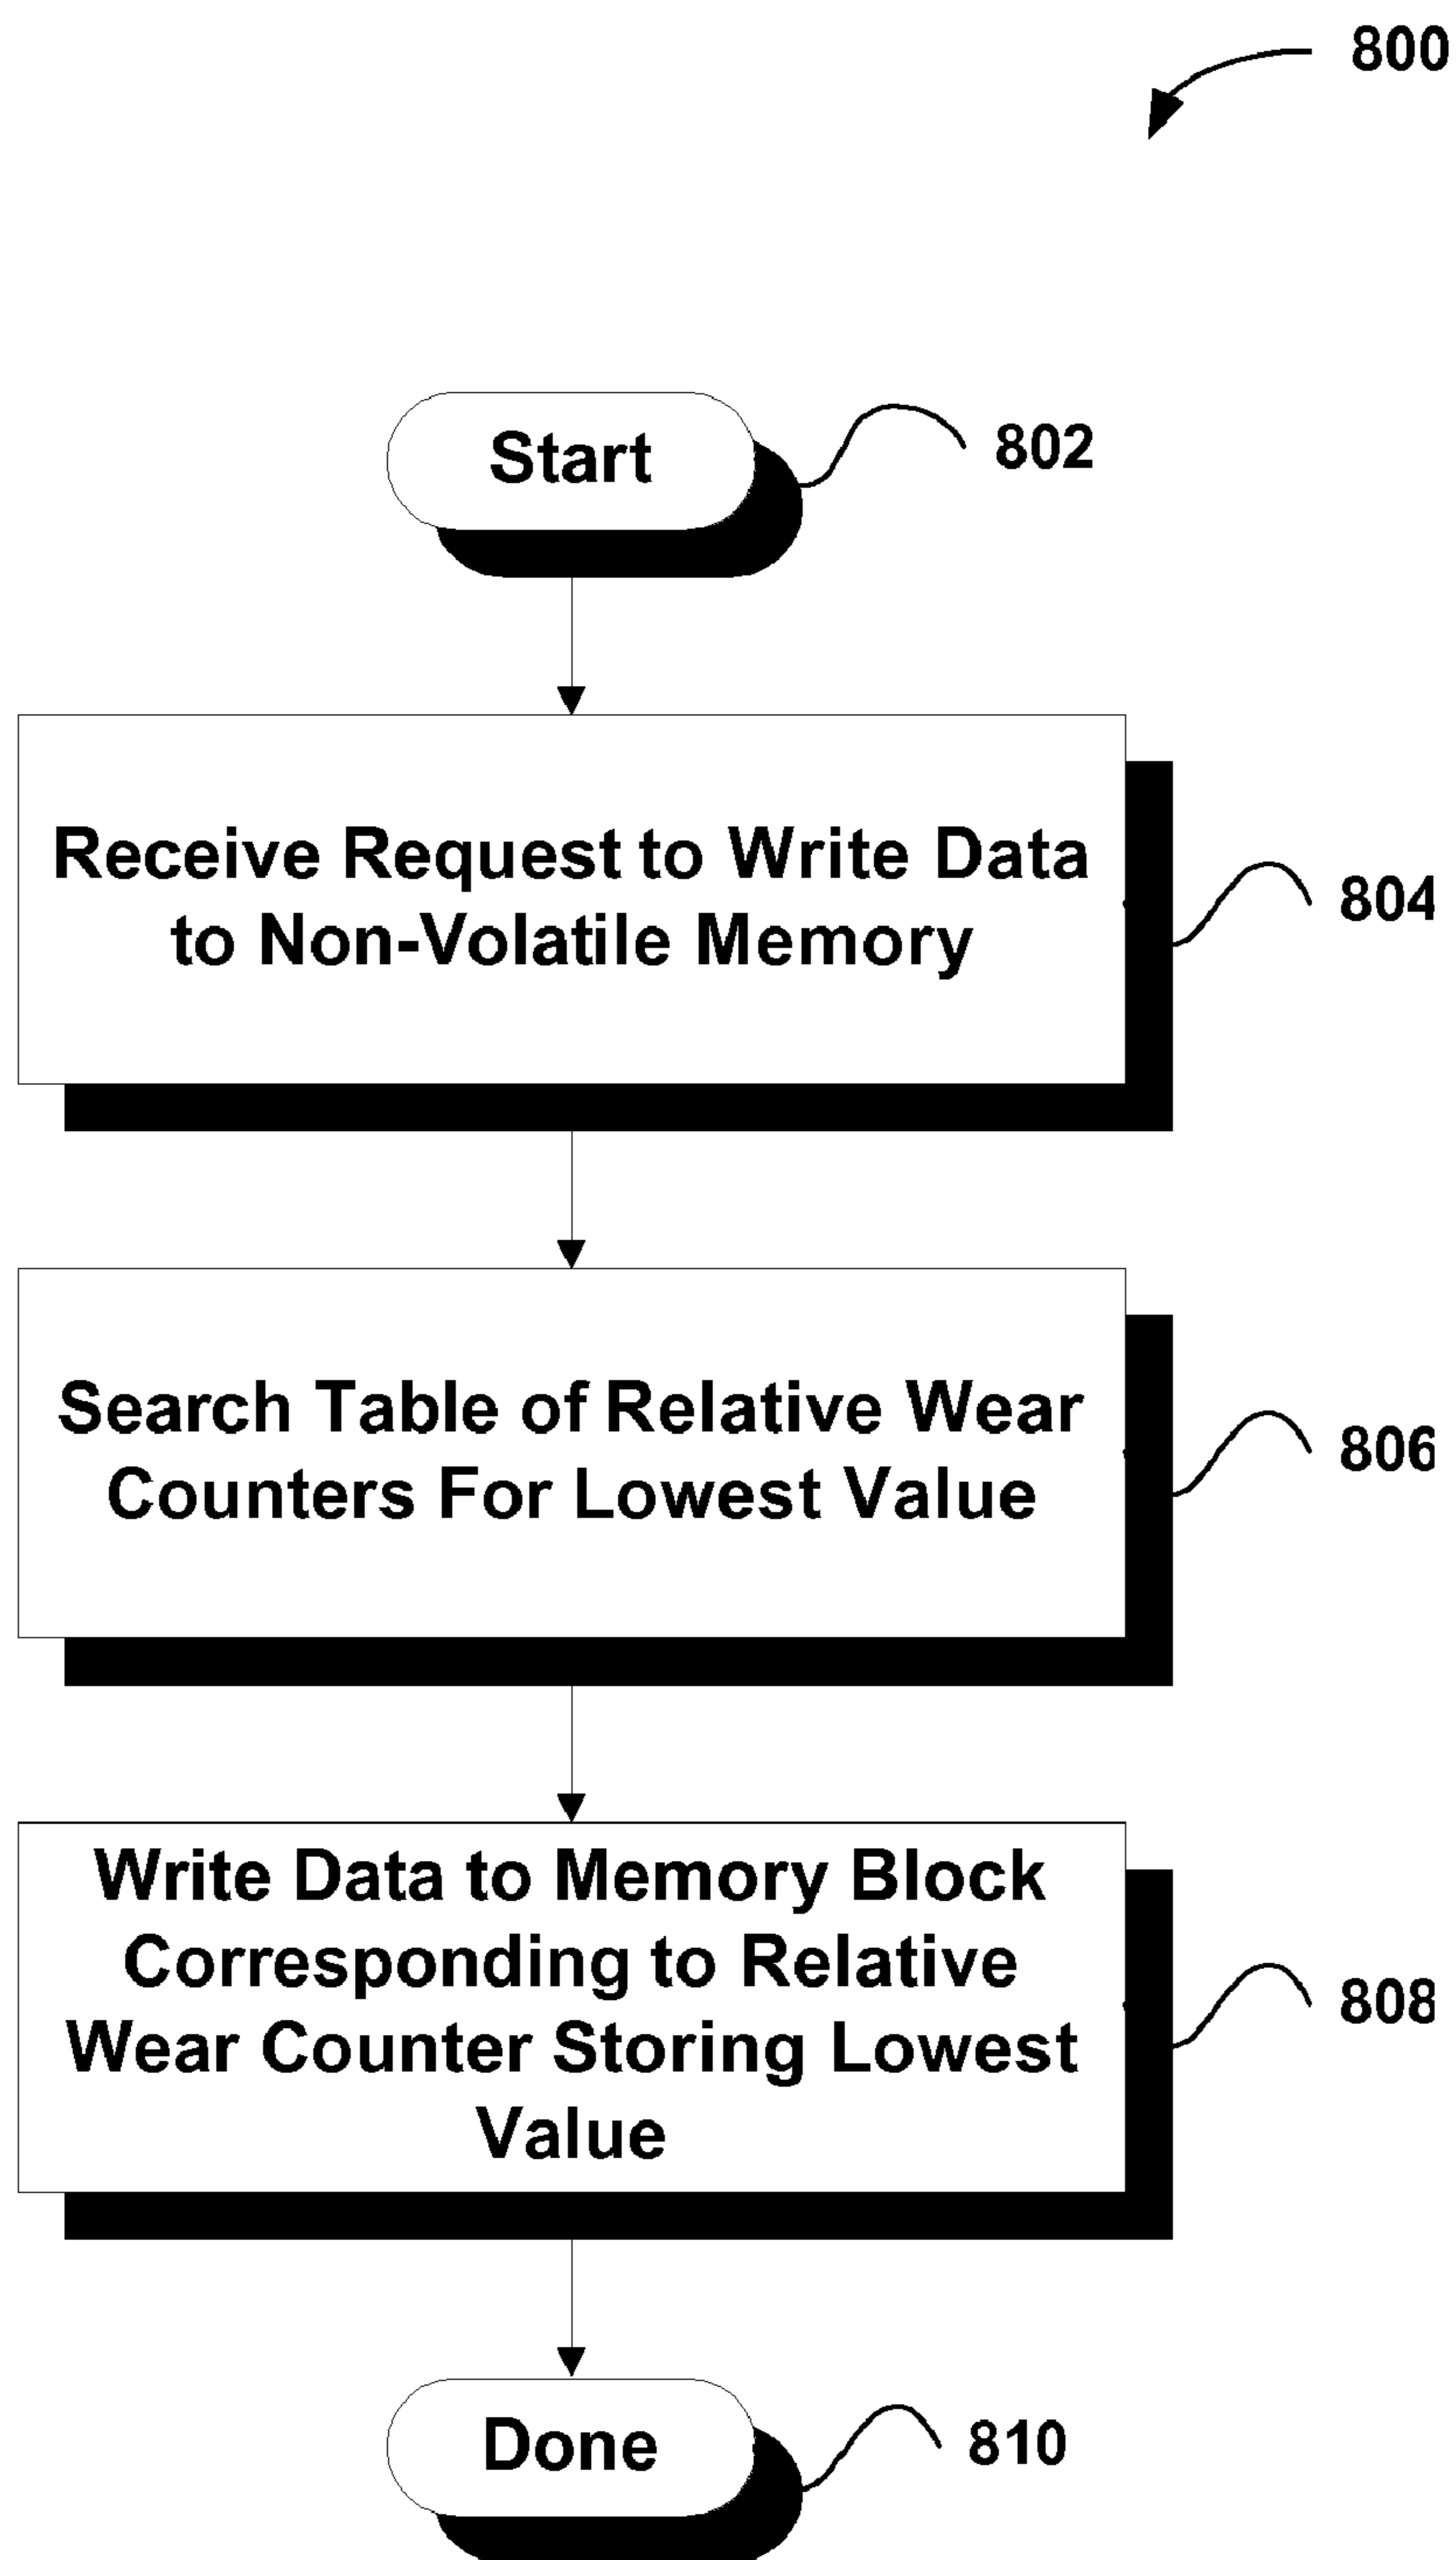 800
Start
802
Receive Request to Write Data
to Non-Volatile Memory
804
Search Table of Relative Wear
Counters For Lowest Value
806
Write Data to Memory Block
Corresponding to Relative
Wear Counter Storing Lowest
Value
808
Done
810